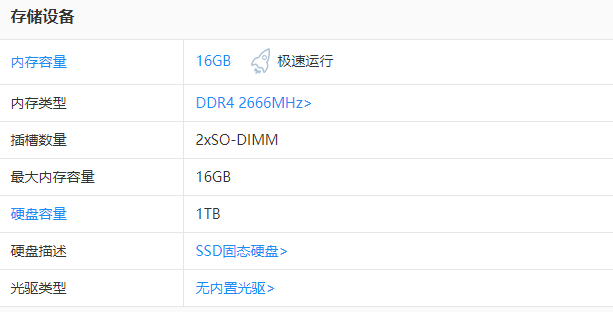 存储设备
内存容量 16GB 极速运行
内存类型 DDR4 2666MHz>
插槽数量 2xSO-DIMM
最大内存容量 16GB
硬盘容量 1TB
硬盘描述 SSD固态硬盘>
光驱类型 无内置光驱>